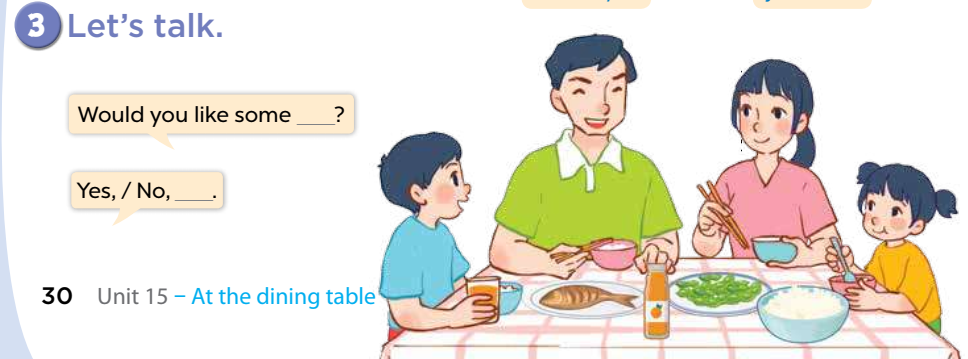 3 Let's talk.
Would you like some ___?
Yes, / No, ___.
30 Unit 15 – At the dining table